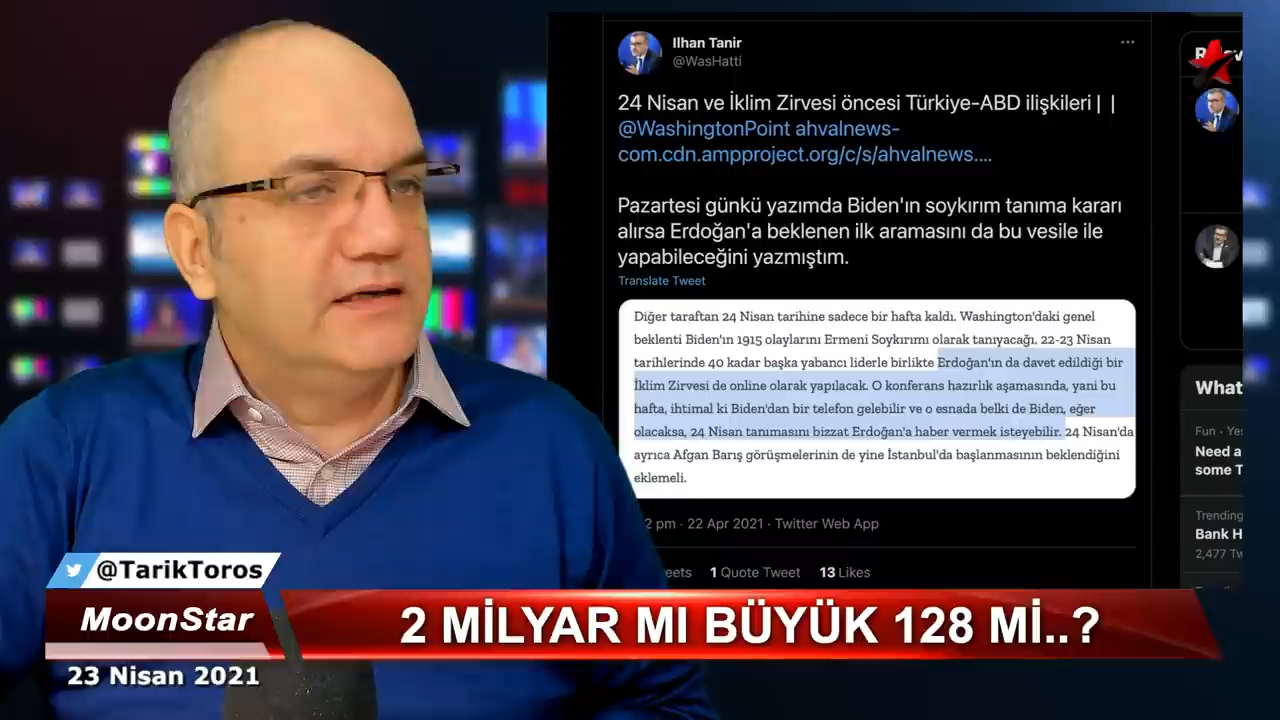 Ilhan Tanir
@WasHatti
24 Nisan ve İklim Zirvesi öncesi Türkiye-ABD ilişkileri | |
@WashingtonPoint ahvalnews-
com.cdn.ampproject.org/c/s/ahvalnews....
Pazartesi günkü yazımda Biden'ın soykırım tanıma kararı
alırsa Erdoğan'a beklenen ilk aramasını da bu vesile ile
yapabileceğini yazmıştım.
Translate Tweet
Diğer taraftan 24 Nisan tarihine sadece bir hafta kaldı. Washington'daki genel
beklenti Biden'ın 1915 olaylarını Ermeni Soykırımı olarak tanıyacağı. 22-23 Nisan
tarihlerinde 40 kadar başka yabancı liderle birlikte Erdoğan'ın da davet edildiği bir
İklim Zirvesi de online olarak yapılacak. O konferans hazırlık aşamasında, yani bu
hafta, ihtimal ki Biden'dan bir telefon gelebilir ve o esnada belki de Biden, eğer
olacaksa, 24 Nisan tanımasını bizzat Erdoğan'a haber vermek isteyebilir. 24 Nisan'da
ayrıca Afgan Barış görüşmelerinin de yine İstanbul'da başlanmasının beklendiğini
eklemeli.
2 pm · 22 Apr 2021 · Twitter Web App
eets 1 Quote Tweet 13 Likes
What
Fun · Yes
Need a
some T
Trending
Bank H
2,477 Tw
@TarikToros
MoonStar
2 MİLYAR MI BÜYÜK 128 Mİ..?
23 Nisan 2021